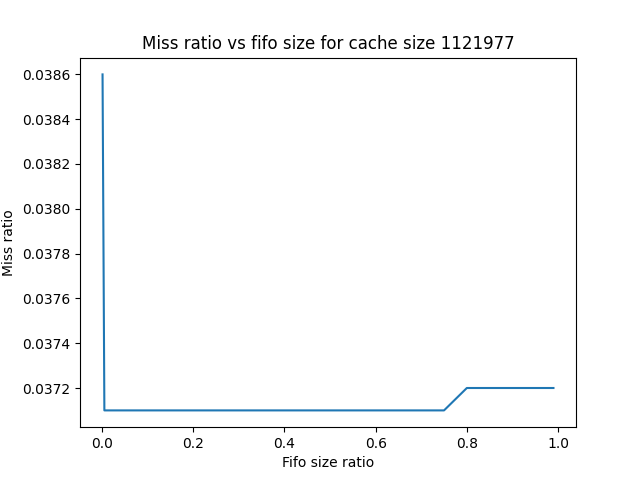 Miss ratio vs fifo size for cache size 1121977
0.0386
0.0384
0.0382
0.0380
0.0378
0.0376
0.0374
0.0372
Miss ratio
0.0 0.2 0.4 0.6 0.8 1.0
Fifo size ratio